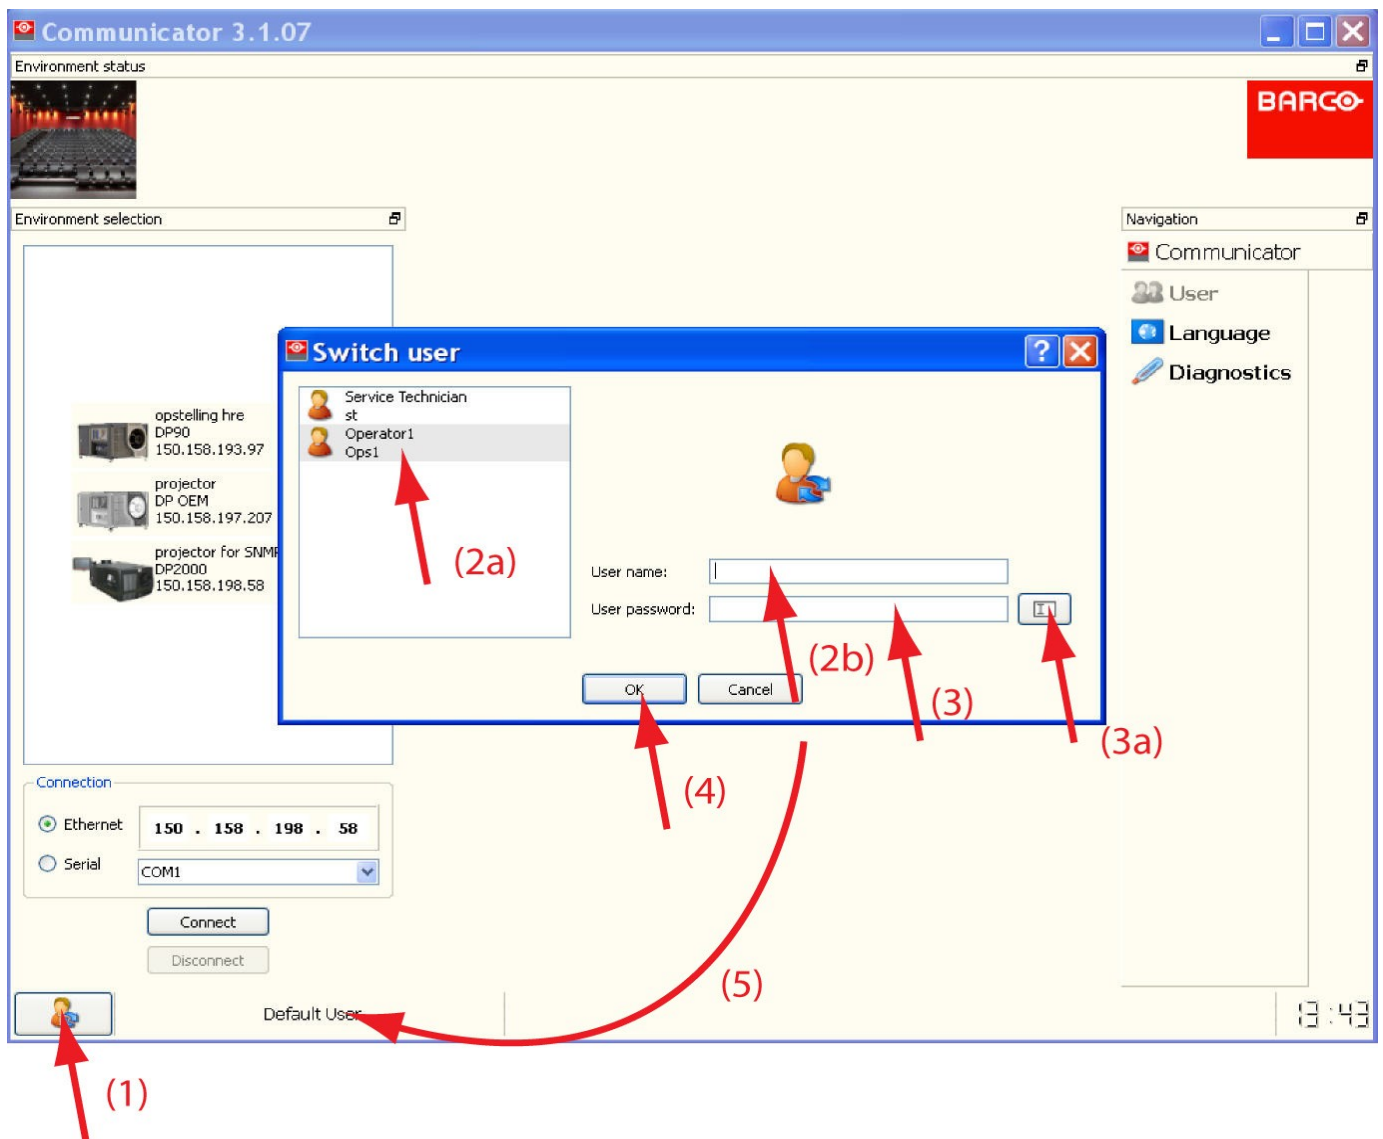 Communicator 3.1.07
Environment status
BARCO
Environment selection
Navigation
Communicator
User
Language
Diagnostics
opstelling hre
DP90
150.158.193.97
projector
DP OEM
150.158.197.207
projector for SNMP
DP2000
150.158.198.58
Switch user
?
Service Technician
st
Operator1
Ops1
(2a)
User name:
User password:
(2b)
(3)
(3a)
OK
Cancel
(4)
Connection
Ethernet
150 . 158 . 198 . 58
Serial
COM1
Connect
Disconnect
(5)
Default User
13:43
(1)